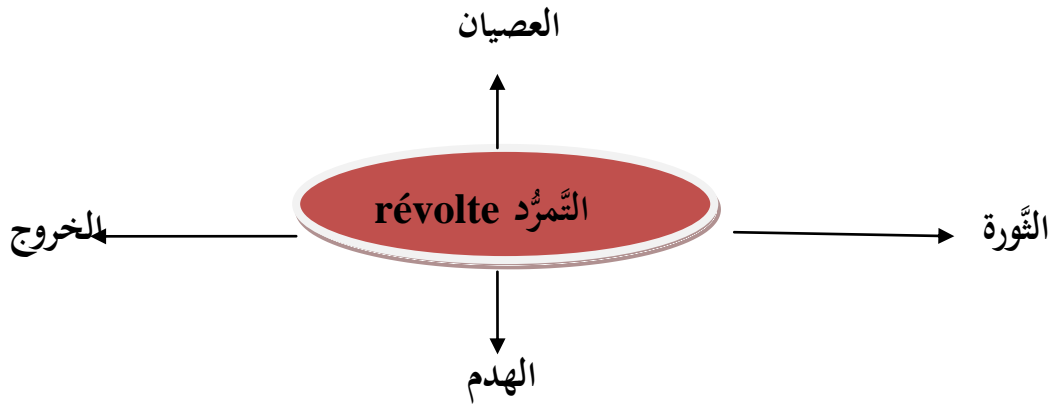 العصيان
التَّمرُّد révolte
الثَّورة
الخروج
الهدم